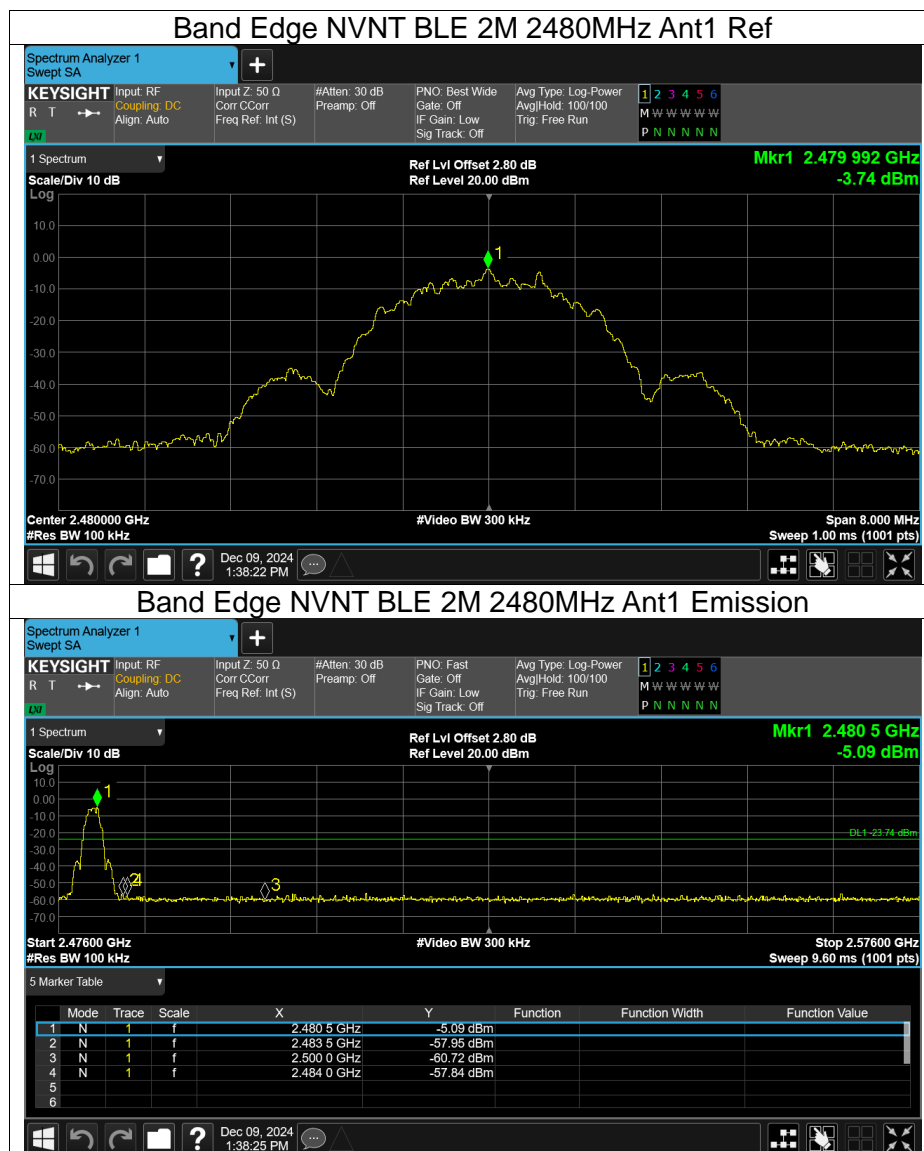 Band Edge NVNT BLE 2M 2480MHz Ant1 Ref
Spectrum Analyzer 1
Swept SA
+
KEYSIGHT Input: RF Input Z: 50 Ω #Atten: 30 dB PNO: Best Wide Avg Type: Log-Power 1 2 3 4 5 6
R T Coupling: DC Corr CCorr Preamp: Off Gate: Off Avg|Hold: 100/100 M W W W W W
Align: Auto Freq Ref: Int (S) IF Gain: Low Trig: Free Run
LXI Sig Track: Off P N N N N N
1 Spectrum Ref Lvl Offset 2.80 dB Mkr1 2.479 992 GHz
Scale/Div 10 dB Ref Level 20.00 dBm -3.74 dBm
Log
10.0
0.00
1
-10.0
-20.0
-30.0
-40.0
-50.0
-60.0
-70.0
Center 2.480000 GHz #Video BW 300 kHz Span 8.000 MHz
#Res BW 100 kHz Sweep 1.00 ms (1001 pts)
? Dec 09, 2024
1:38:22 PM
Band Edge NVNT BLE 2M 2480MHz Ant1 Emission
Spectrum Analyzer 1
Swept SA
+
KEYSIGHT Input: RF Input Z: 50 Ω #Atten: 30 dB PNO: Fast Avg Type: Log-Power 1 2 3 4 5 6
R T Coupling: DC Corr CCorr Preamp: Off Gate: Off Avg|Hold: 100/100 M W W W W W
Align: Auto Freq Ref: Int (S) IF Gain: Low Trig: Free Run
LXI Sig Track: Off P N N N N N
1 Spectrum Ref Lvl Offset 2.80 dB Mkr1 2.480 5 GHz
Scale/Div 10 dB Ref Level 20.00 dBm -5.09 dBm
Log
10.0
1
0.00
-10.0
-20.0
DL1 -23.74 dBm
-30.0
-40.0
-50.0
2 4 3
-60.0
-70.0
Start 2.47600 GHz #Video BW 300 kHz Stop 2.57600 GHz
#Res BW 100 kHz Sweep 9.60 ms (1001 pts)
5 Marker Table
Mode Trace Scale X Y Function Function Width Function Value
1 N 1 f 2.480 5 GHz -5.09 dBm
2 N 1 f 2.483 5 GHz -57.95 dBm
3 N 1 f 2.500 0 GHz -60.72 dBm
4 N 1 f 2.484 0 GHz -57.84 dBm
5
6
? Dec 09, 2024
1:38:25 PM